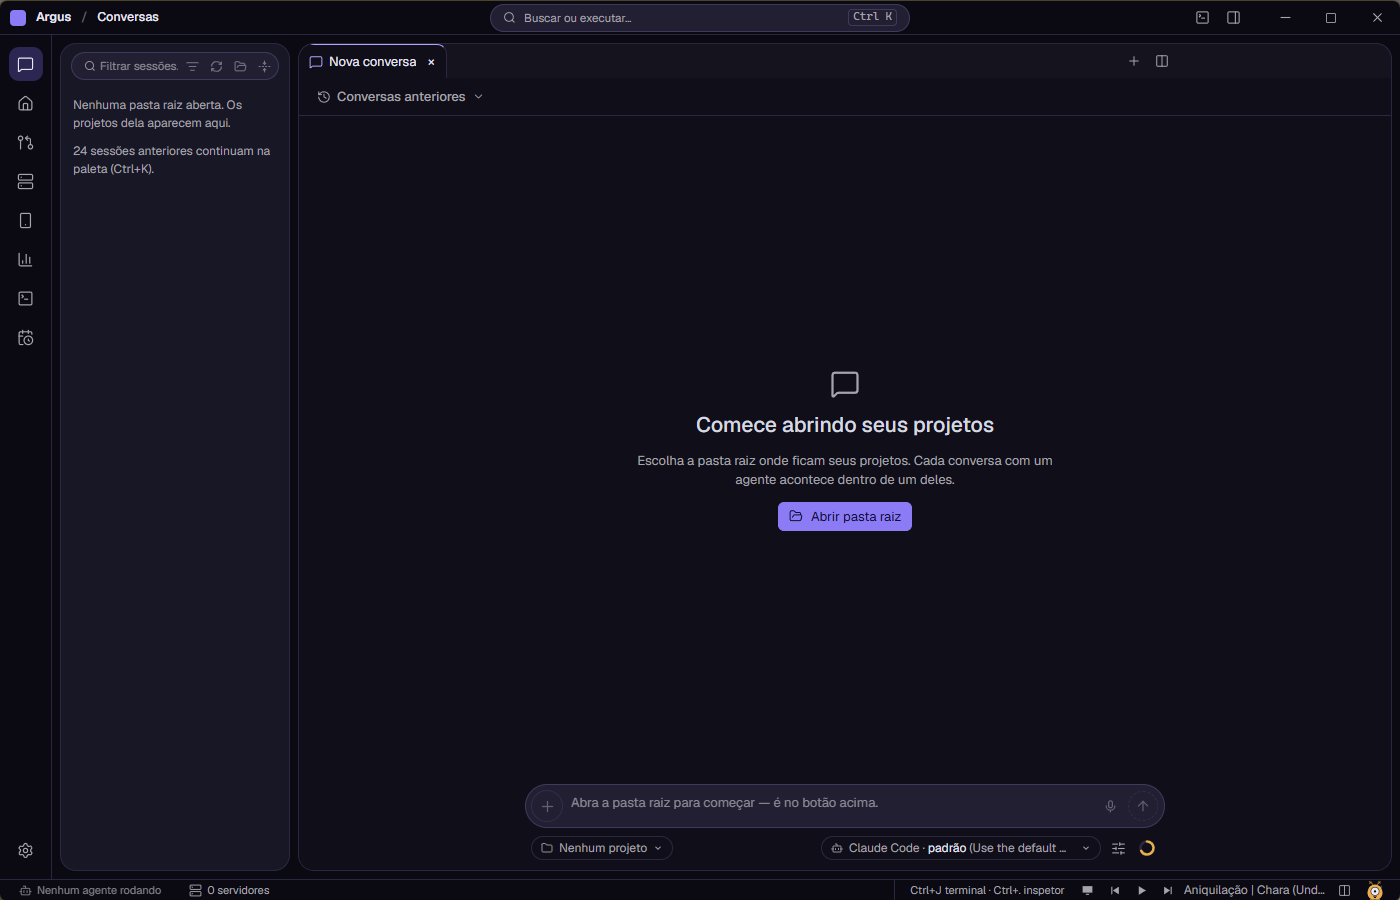 Argus / Conversas
Buscar ou executar...
Ctrl K
Filtrar sessões.
Nenhuma pasta raiz aberta. Os
projetos dela aparecem aqui.
24 sessões anteriores continuam na
paleta (Ctrl+K).
Nova conversa ×
Conversas anteriores
Comece abrindo seus projetos
Escolha a pasta raiz onde ficam seus projetos. Cada conversa com um
agente acontece dentro de um deles.
Abrir pasta raiz
Abra a pasta raiz para começar — é no botão acima.
Nenhum projeto
Claude Code · padrão (Use the default ...
Nenhum agente rodando
0 servidores
Ctrl+J terminal · Ctrl+. inspetor
Aniquilação | Chara (Und...